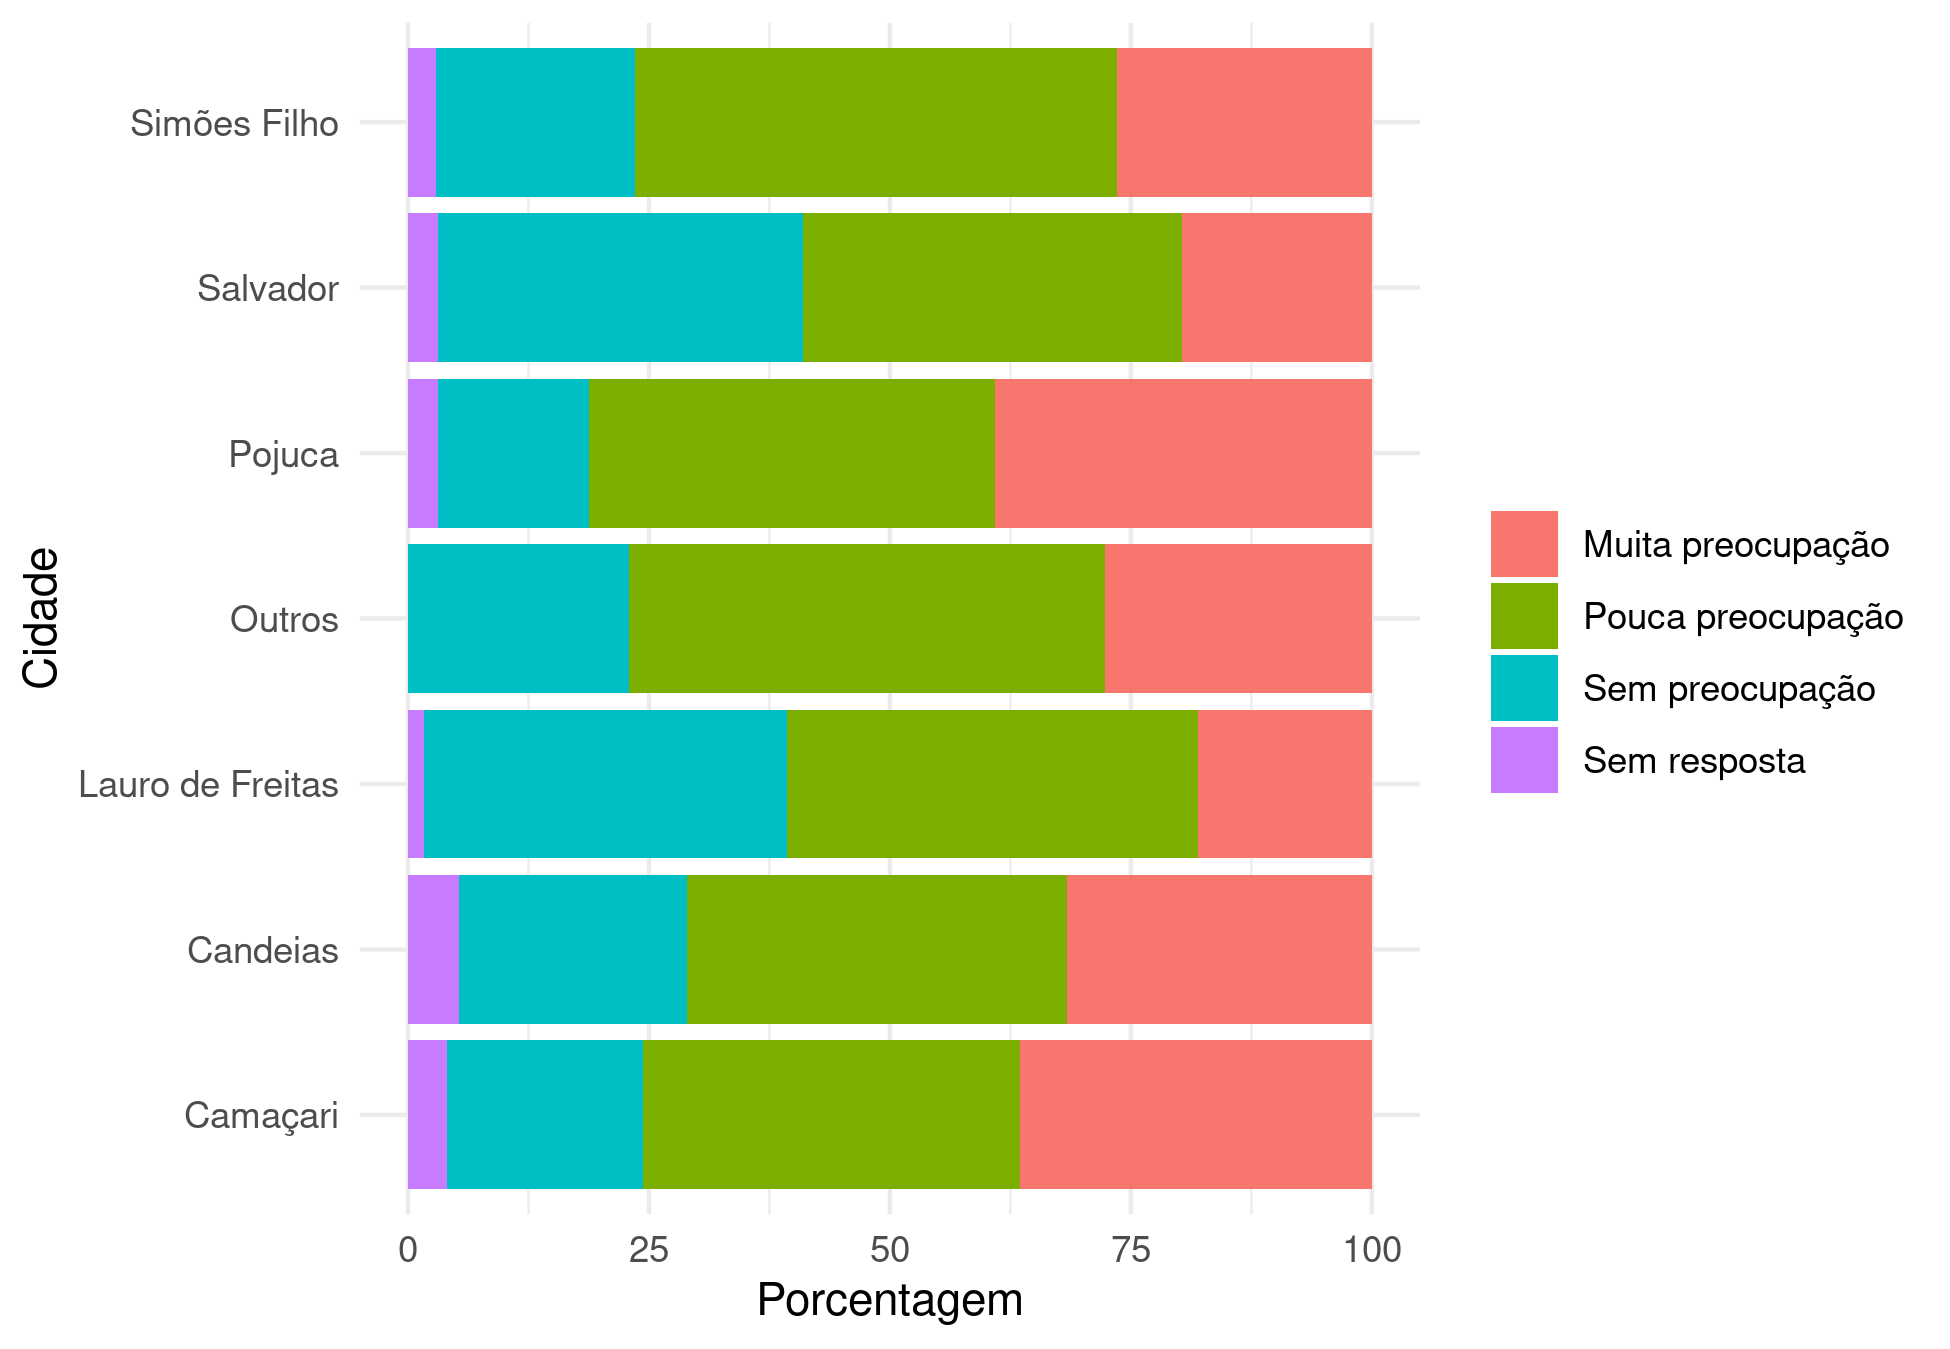 Cidade
Simões Filho
Salvador
Pojuca
Outros
Lauro de Freitas
Candeias
Camaçari
0 25 50 75 100
Porcentagem
Muita preocupação
Pouca preocupação
Sem preocupação
Sem resposta